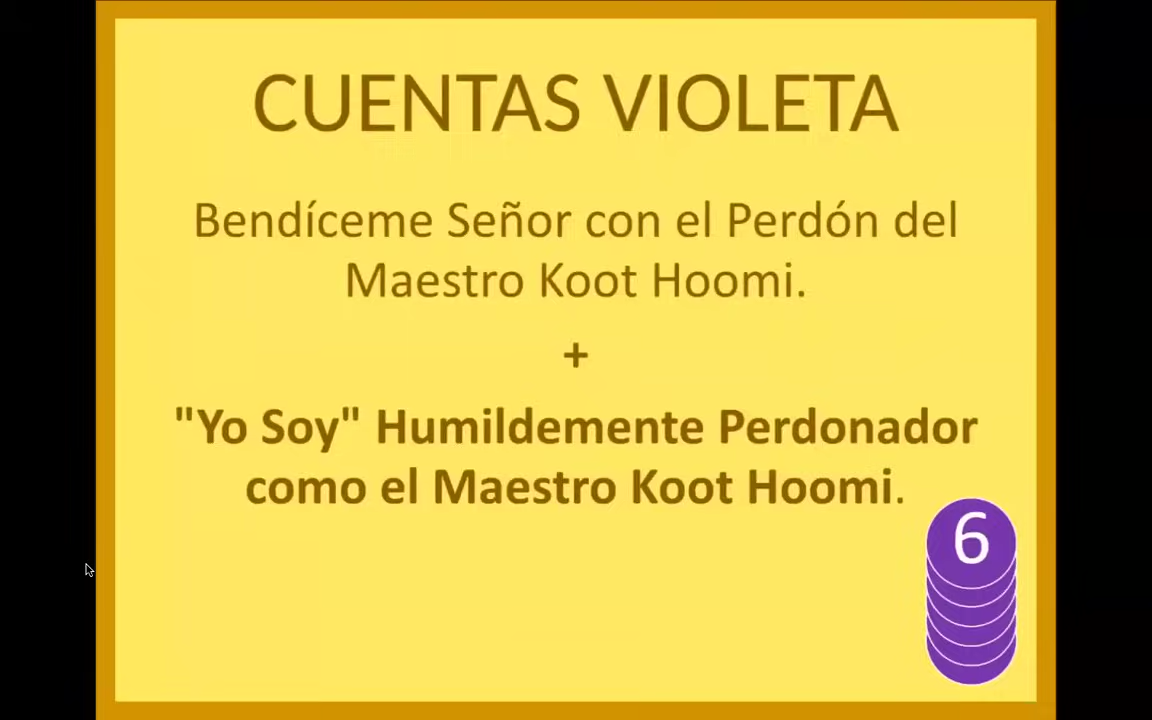 CUENTAS VIOLETA
Bendíceme Señor con el Perdón del
Maestro Koot Hoomi.
+
"Yo Soy" Humildemente Perdonador
como el Maestro Koot Hoomi.
6